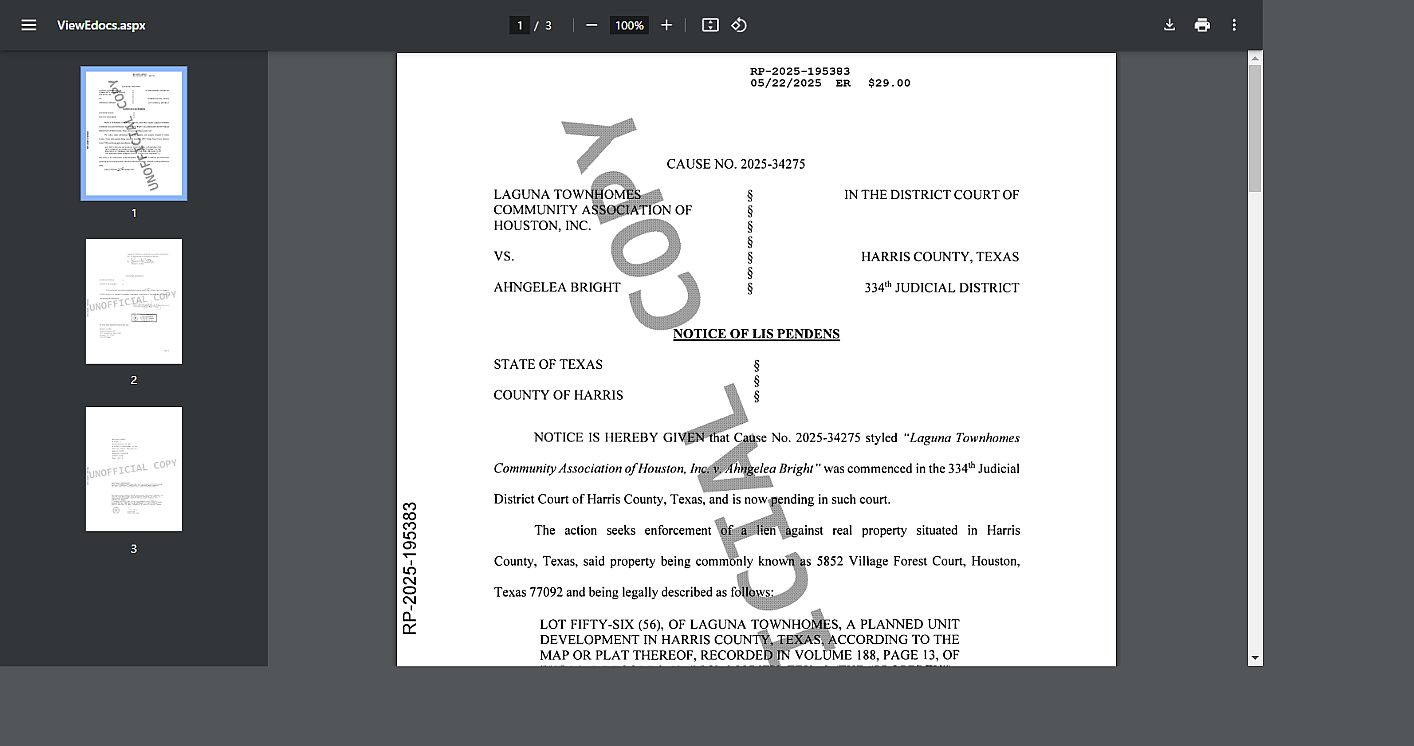 ViewEdocs.aspx
1 / 3
100%
1
2
3
UNOFFICIAL COPY
UNOFFICIAL COPY
UNOFFICIAL COPY
RP-2025-195383
05/22/2025 ER $29.00
COPY
CAUSE NO. 2025-34275
LAGUNA TOWNHOMES § IN THE DISTRICT COURT OF
COMMUNITY ASSOCIATION OF §
HOUSTON, INC. §
§
VS. § HARRIS COUNTY, TEXAS
§
AHNGELEA BRIGHT § 334th JUDICIAL DISTRICT
NOTICE OF LIS PENDENS
STATE OF TEXAS §
§
COUNTY OF HARRIS §
NOTICE IS HEREBY GIVEN that Cause No. 2025-34275 styled “Laguna Townhomes
Community Association of Houston, Inc. v. Ahngelea Bright” was commenced in the 334th Judicial
District Court of Harris County, Texas, and is now pending in such court.
The action seeks enforcement of a lien against real property situated in Harris
County, Texas, said property being commonly known as 5852 Village Forest Court, Houston,
Texas 77092 and being legally described as follows:
LOT FIFTY-SIX (56), OF LAGUNA TOWNHOMES, A PLANNED UNIT
DEVELOPMENT IN HARRIS COUNTY, TEXAS, ACCORDING TO THE
MAP OR PLAT THEREOF, RECORDED IN VOLUME 188, PAGE 13, OF
RP-2025-195383